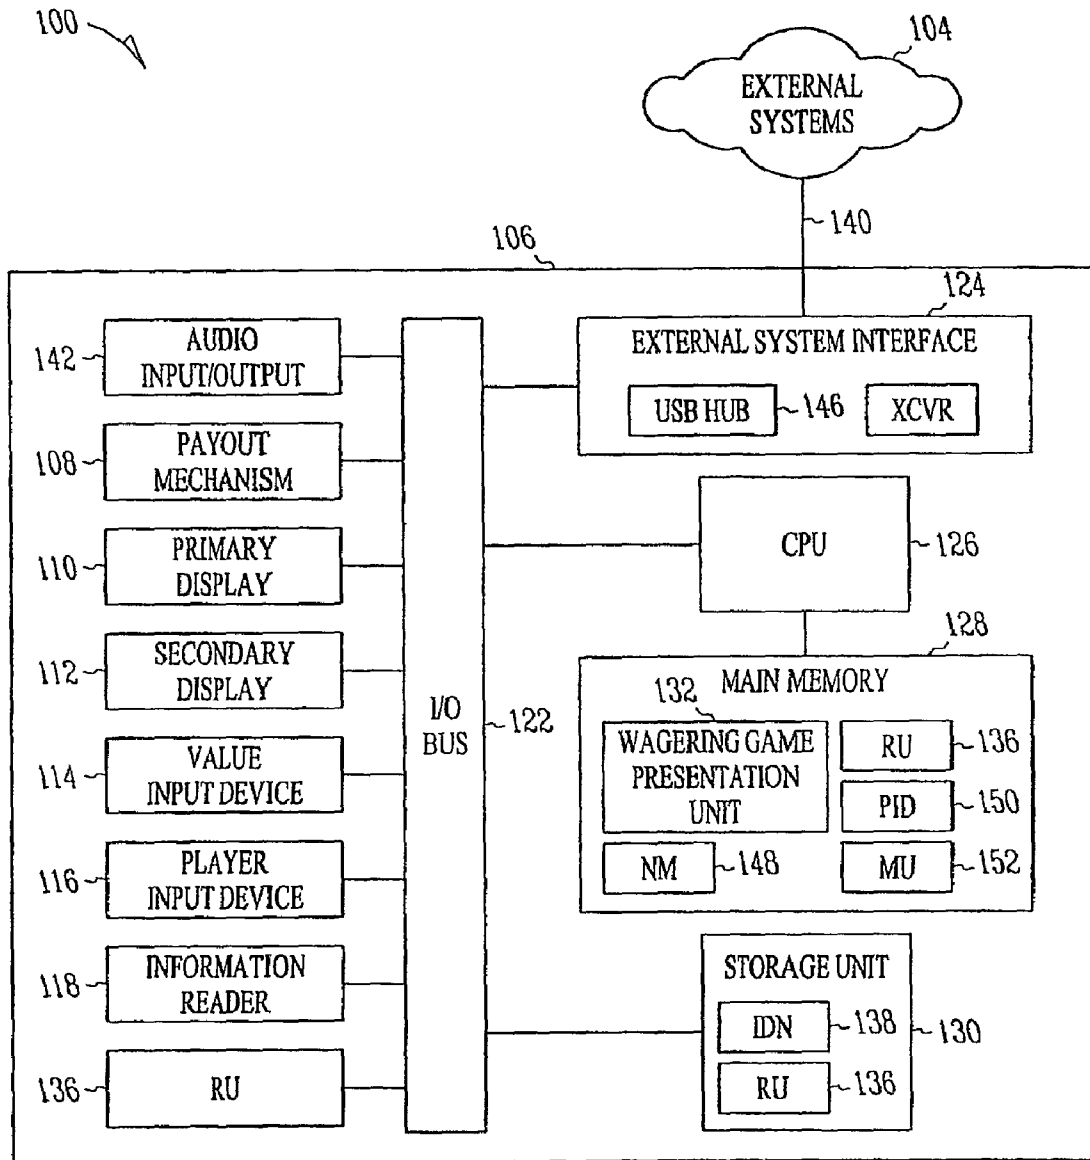 100
104
EXTERNAL
SYSTEMS
140
106
124
EXTERNAL SYSTEM INTERFACE
USB HUB
146
XCVR
142
AUDIO
INPUT/OUTPUT
108
PAYOUT
MECHANISM
110
PRIMARY
DISPLAY
112
SECONDARY
DISPLAY
114
VALUE
INPUT DEVICE
116
PLAYER
INPUT DEVICE
118
INFORMATION
READER
136
RU
I/O
BUS
122
CPU
126
128
MAIN MEMORY
132
WAGERING GAME
PRESENTATION
UNIT
RU
136
PID
150
NM
148
MU
152
STORAGE UNIT
IDN
138
130
RU
136